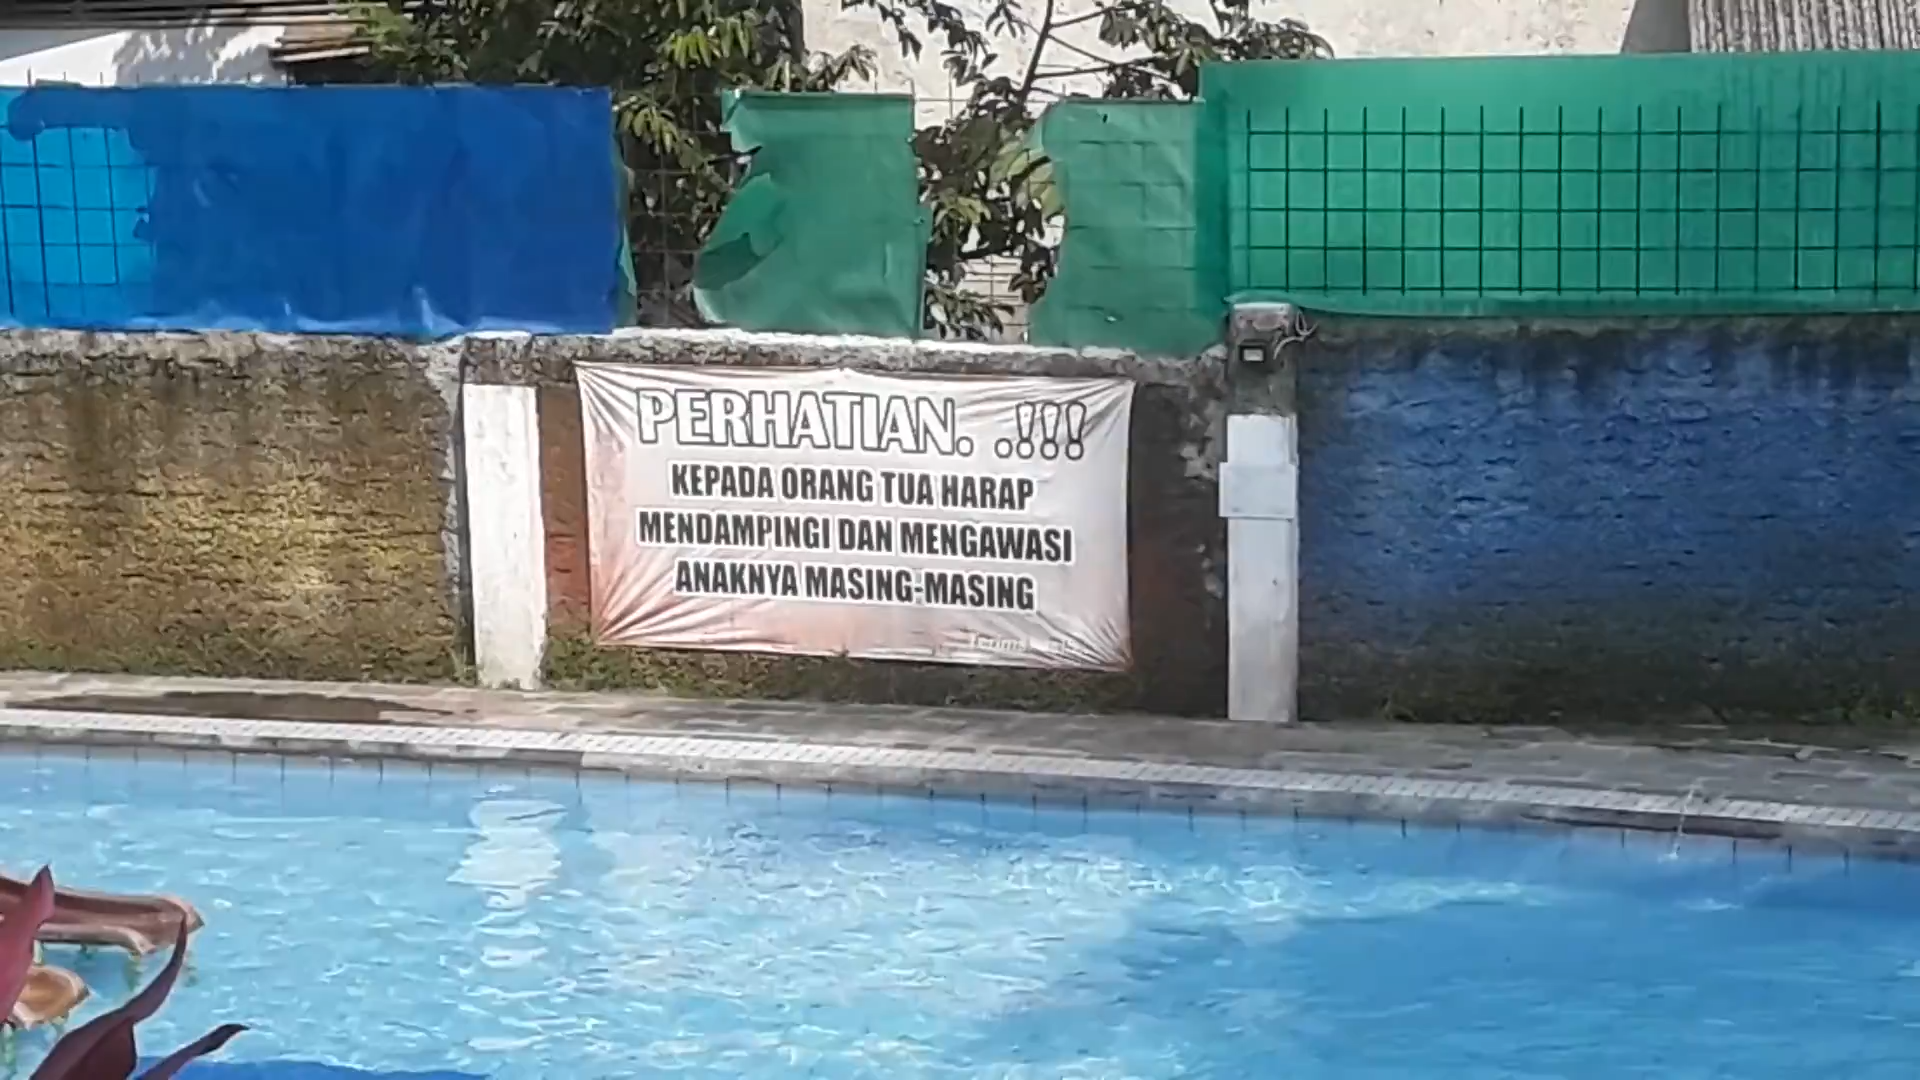 PERHATIAN. .!!!
KEPADA ORANG TUA HARAP
MENDAMPINGI DAN MENGAWASI
ANAKNYA MASING-MASING